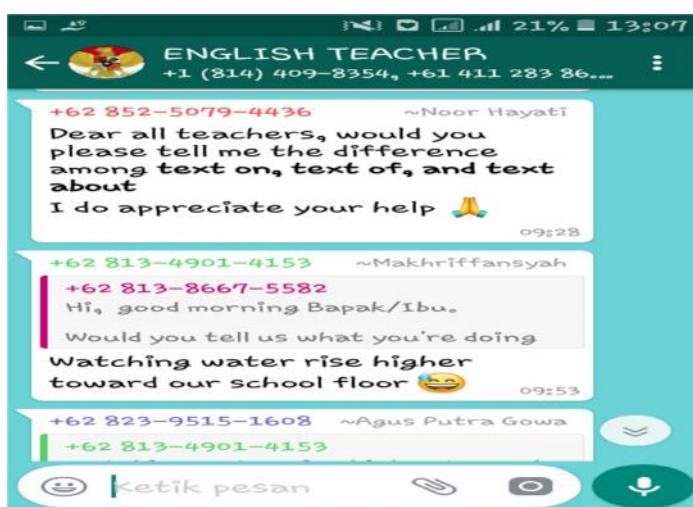 21% 13:07
ENGLISH TEACHER
+1 (814) 409-8354, +61 411 283 86...
+62 852-5079-4436 ~Noor Hayati
Dear all teachers, would you
please tell me the difference
among text on, text of, and text
about
I do appreciate your help 🙏
09:28
+62 813-4901-4153 ~Makhriffansyah
+62 813-8667-5582
Hi, good morning Bapak/Ibu.
Would you tell us what you're doing
Watching water rise higher
toward our school floor 😅
09:53
+62 823-9515-1608 ~Agus Putra Gowa
+62 813-4901-4153
Ketik pesan